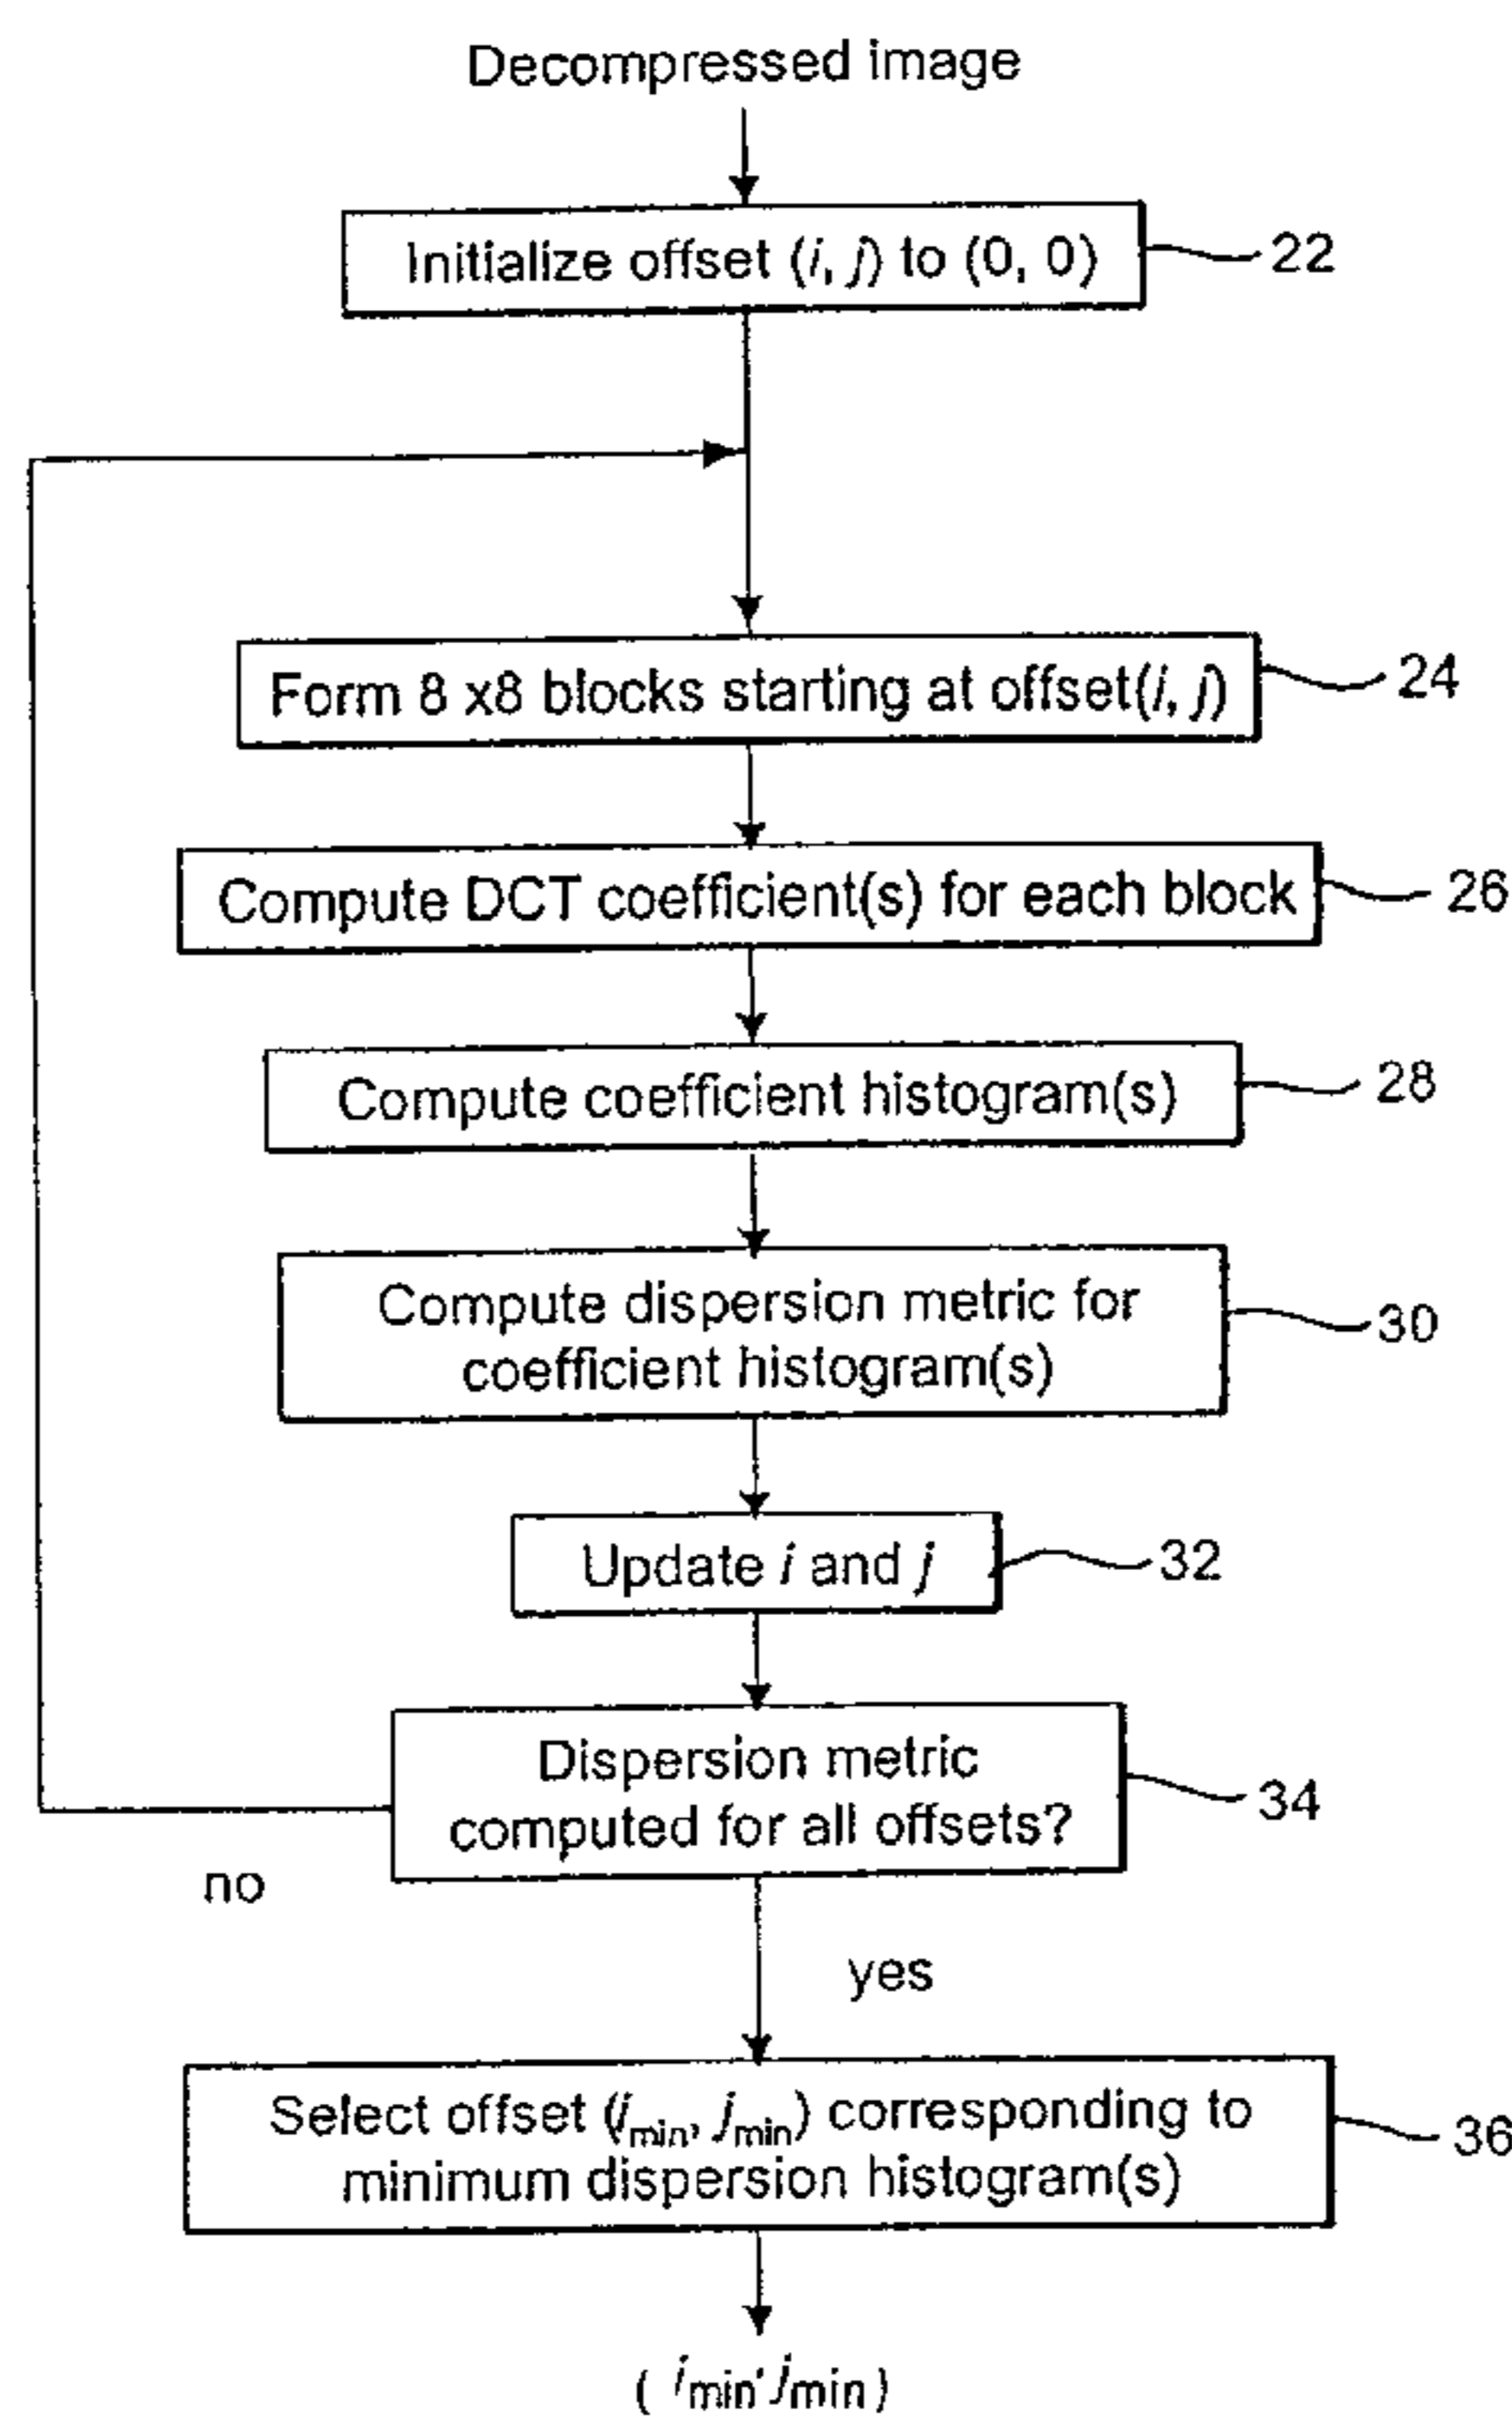 Decompressed image
Initialize offset (i, j) to (0, 0)
22
Form 8 x8 blocks starting at offset(i, j)
24
Compute DCT coefficient(s) for each block
26
Compute coefficient histogram(s)
28
Compute dispersion metric for
coefficient histogram(s)
30
Update i and j
32
Dispersion metric
computed for all offsets?
34
no
yes
Select offset (imin, jmin) corresponding to
minimum dispersion histogram(s)
36
( imin, jmin)